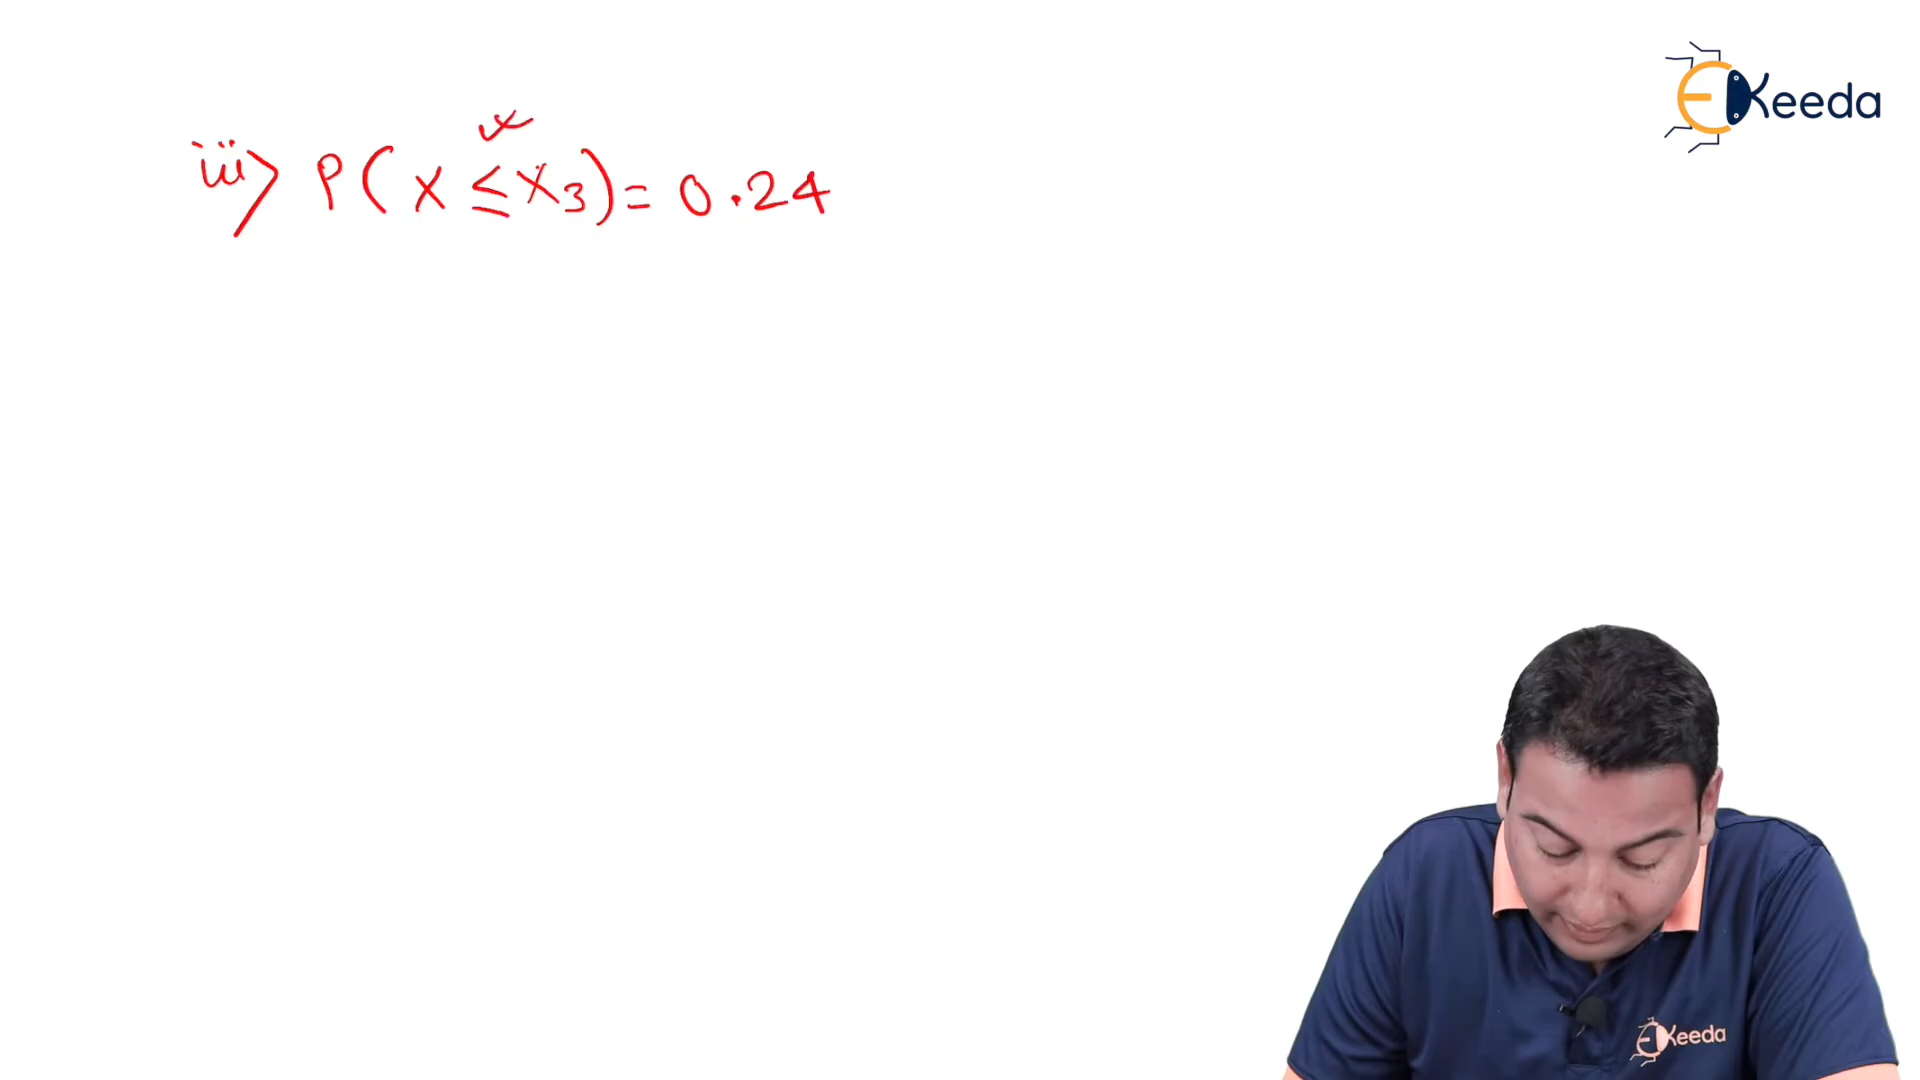 EKeeda
iii> P(X ≤ X3) = 0.24
EKeeda